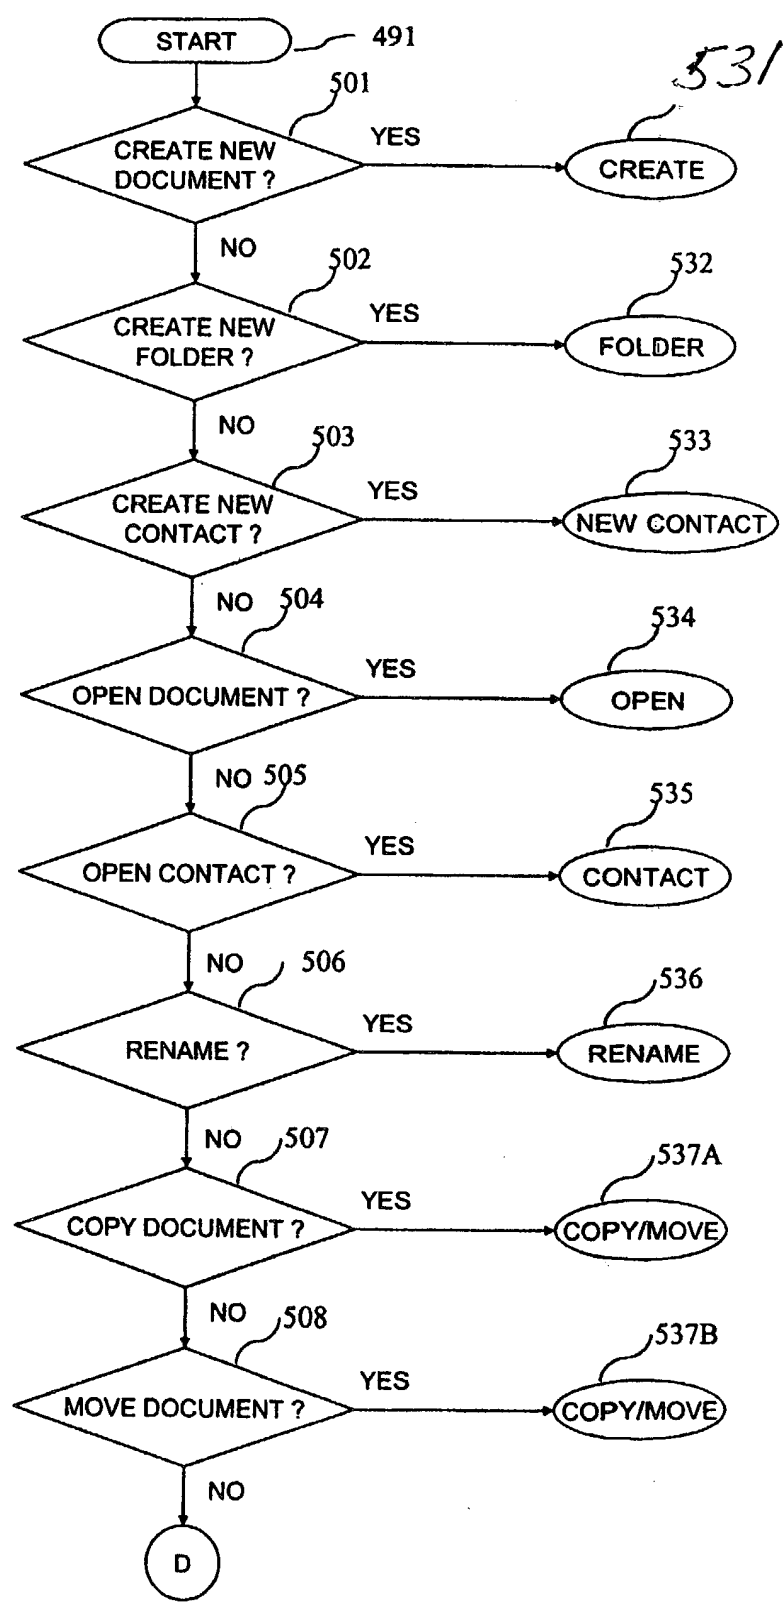 START
491
531
501
CREATE NEW
DOCUMENT ?
YES
CREATE
NO
502
532
CREATE NEW
FOLDER ?
YES
FOLDER
NO
503
533
CREATE NEW
CONTACT ?
YES
NEW CONTACT
NO
504
534
OPEN DOCUMENT ?
YES
OPEN
NO
505
535
OPEN CONTACT ?
YES
CONTACT
NO
506
536
RENAME ?
YES
RENAME
NO
507
537A
COPY DOCUMENT ?
YES
COPY/MOVE
NO
508
537B
MOVE DOCUMENT ?
YES
COPY/MOVE
NO
D